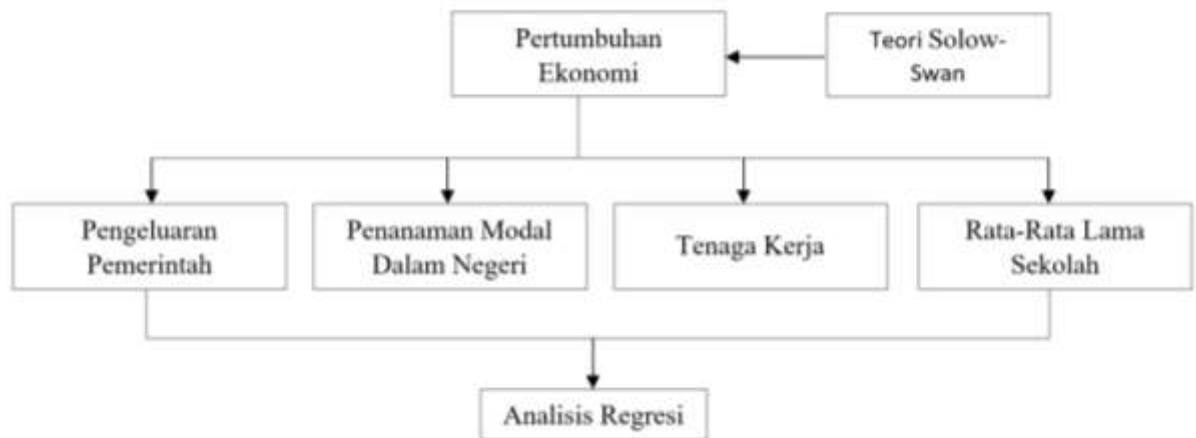 Pertumbuhan
Ekonomi
Teori Solow-
Swan
Pengeluaran
Pemerintah
Penanaman Modal
Dalam Negeri
Tenaga Kerja
Rata-Rata Lama
Sekolah
Analisis Regresi